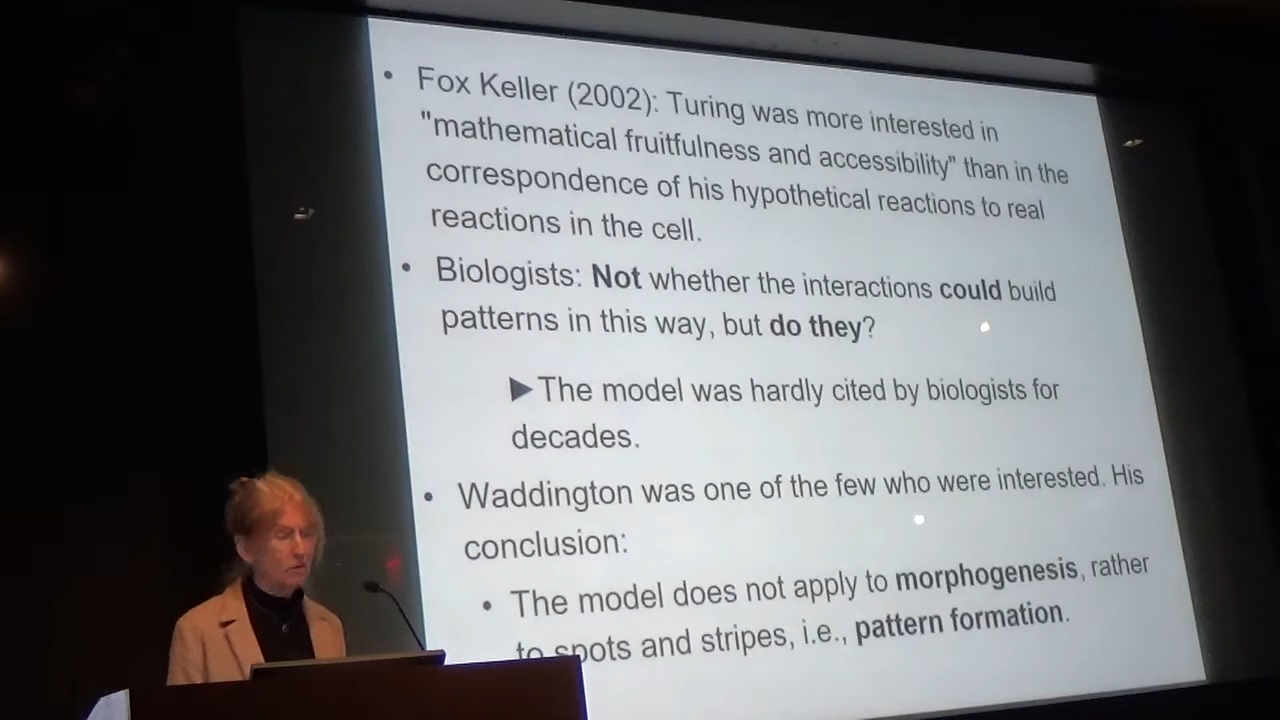 • Fox Keller (2002): Turing was more interested in
"mathematical fruitfulness and accessibility" than in the
correspondence of his hypothetical reactions to real
reactions in the cell.
• Biologists: Not whether the interactions could build
patterns in this way, but do they?
▶The model was hardly cited by biologists for
decades.
• Waddington was one of the few who were interested. His
conclusion:
• The model does not apply to morphogenesis, rather
to spots and stripes, i.e., pattern formation.